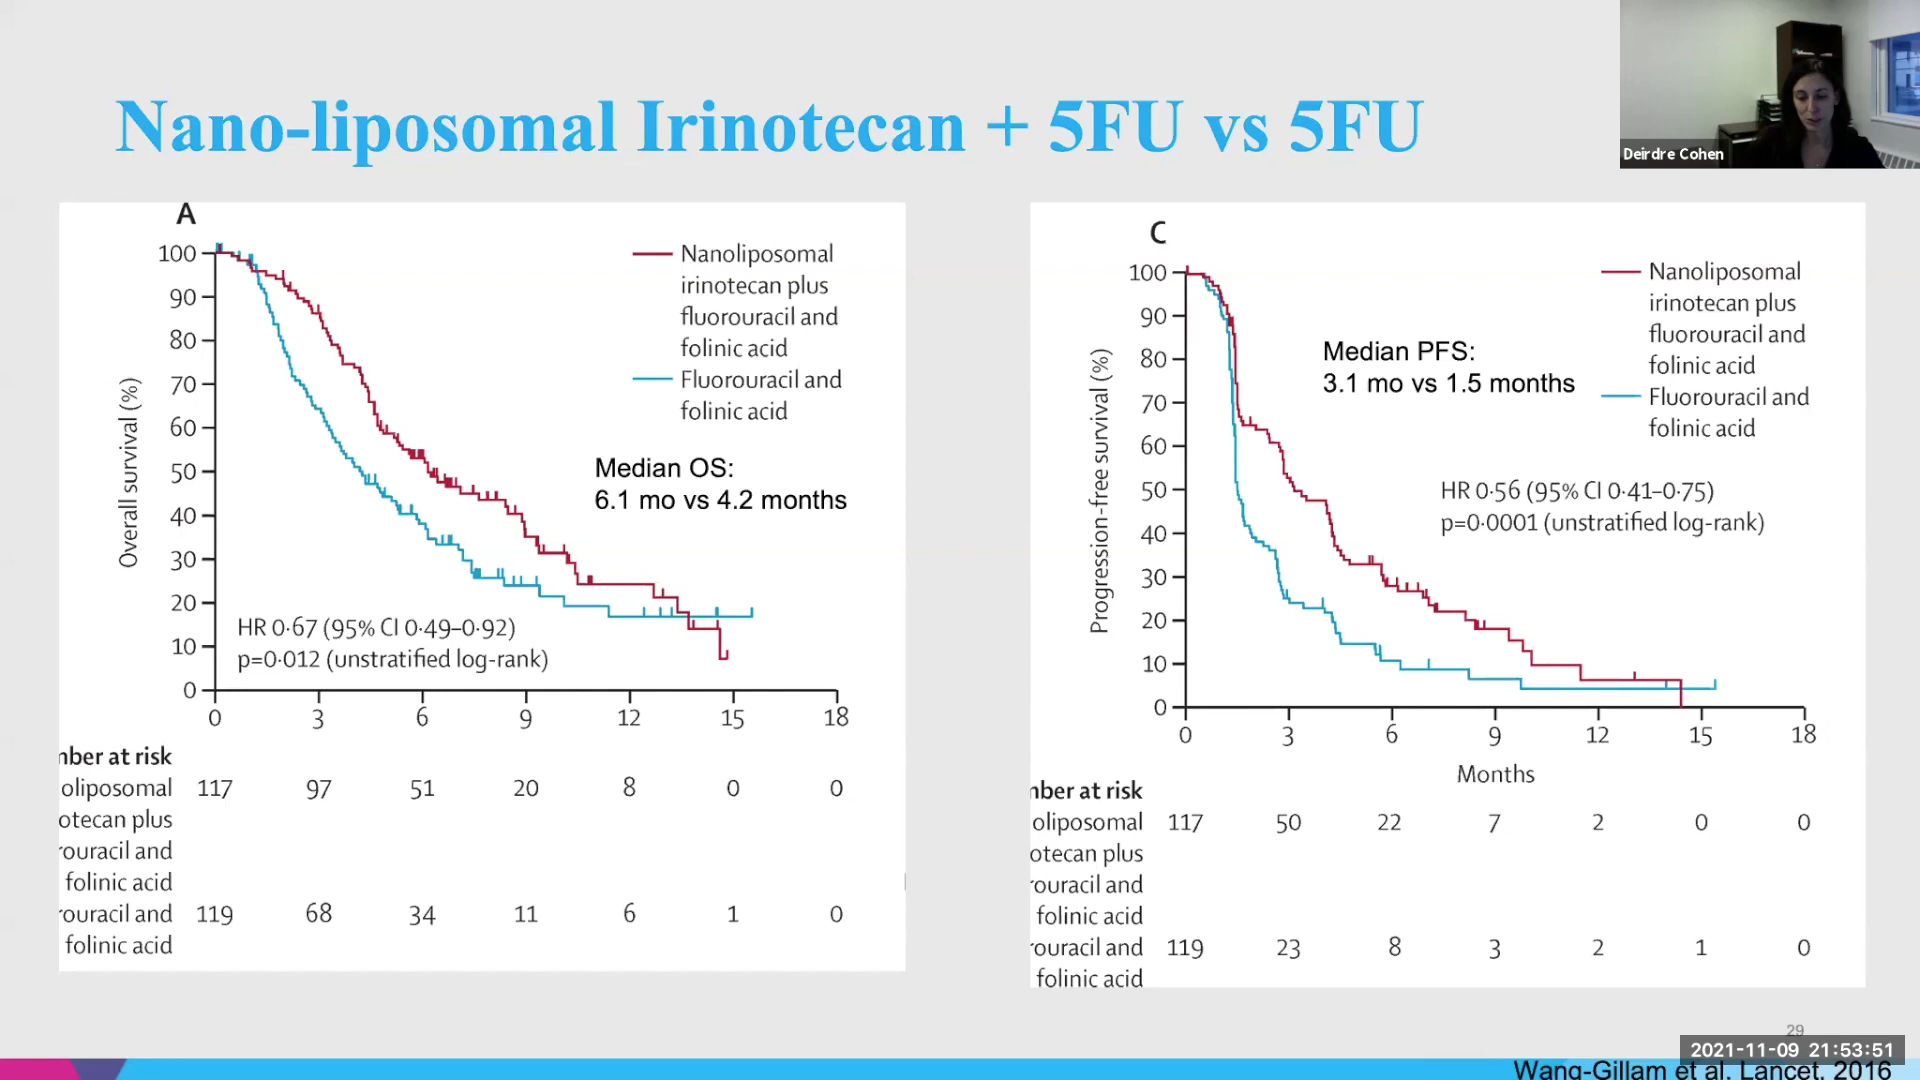 Nano-liposomal Irinotecan + 5FU vs 5FU
Deirdre Cohen
A
Overall survival (%)
100
90
80
70
60
50
40
30
20
10
0
0 3 6 9 12 15 18
Nanoliposomal
irinotecan plus
fluorouracil and
folinic acid
Fluorouracil and
folinic acid
Median OS:
6.1 mo vs 4.2 months
HR 0·67 (95% CI 0·49–0·92)
p=0·012 (unstratified log-rank)
nber at risk
oliposomal 117 97 51 20 8 0 0
otecan plus
rouracil and
folinic acid
rouracil and 119 68 34 11 6 1 0
folinic acid
C
Progression-free survival (%)
100
90
80
70
60
50
40
30
20
10
0
0 3 6 9 12 15 18
Months
Nanoliposomal
irinotecan plus
fluorouracil and
folinic acid
Fluorouracil and
folinic acid
Median PFS:
3.1 mo vs 1.5 months
HR 0·56 (95% CI 0·41–0·75)
p=0·0001 (unstratified log-rank)
nber at risk
oliposomal 117 50 22 7 2 0 0
otecan plus
rouracil and
folinic acid
rouracil and 119 23 8 3 2 1 0
folinic acid
29
2021-11-09 21:53:51
Wang-Gillam et al. Lancet, 2016